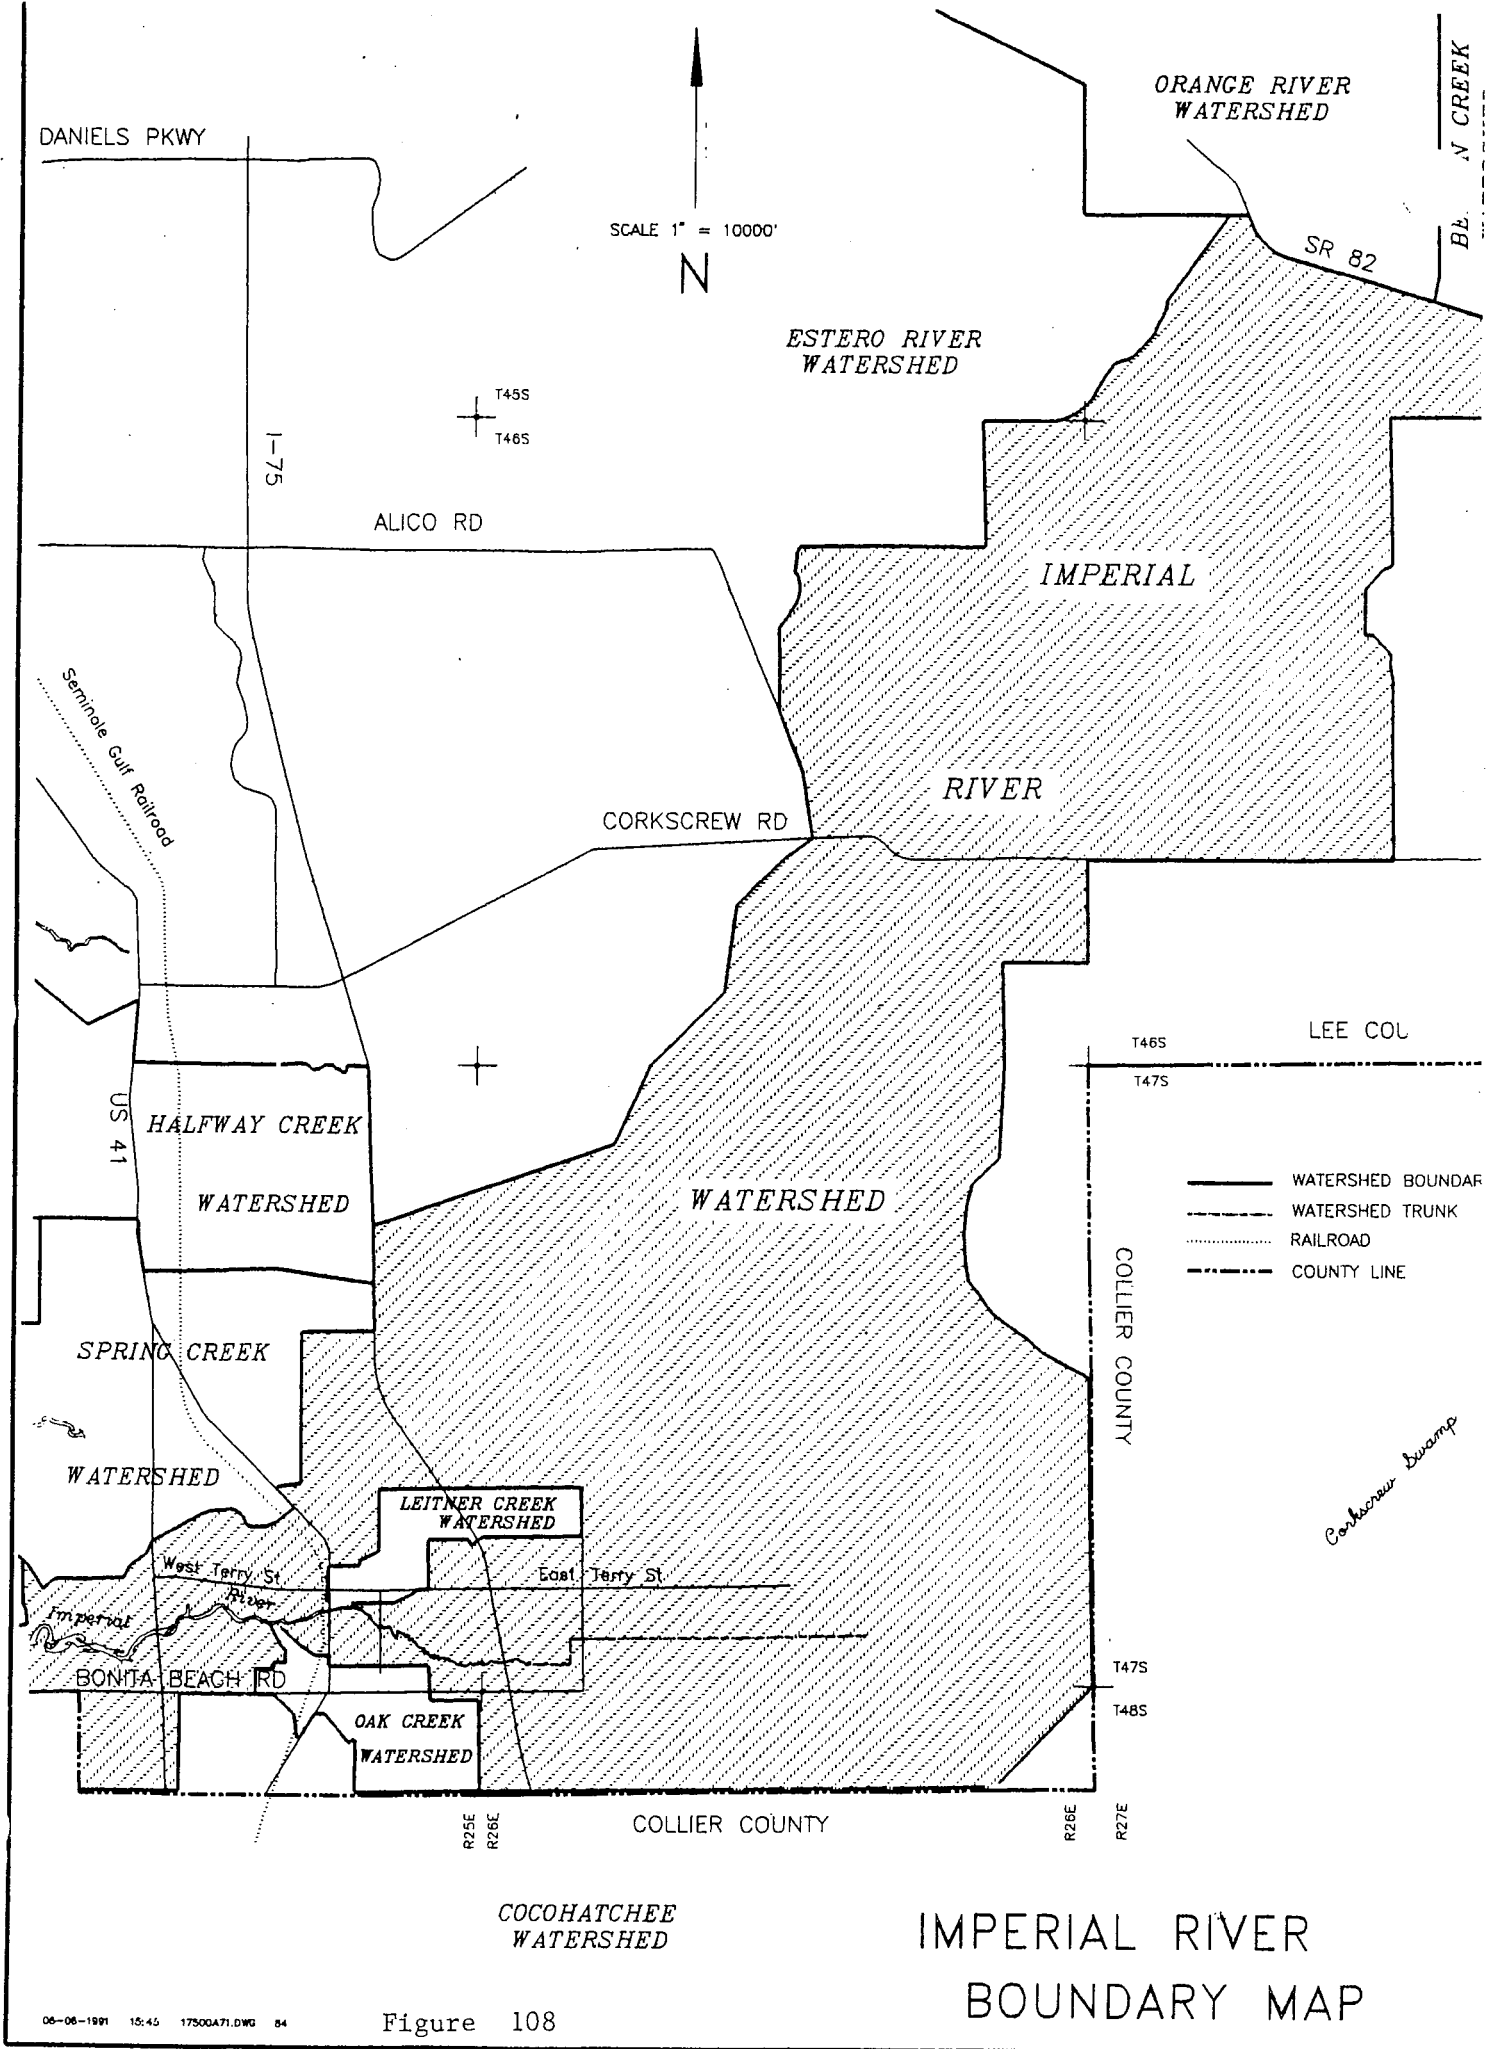 ORANGE RIVER
WATERSHED
N CREEK
DANIELS PKWY
SCALE 1" = 10000'
N
SR 82
ESTERO RIVER
WATERSHED
T45S
T46S
I-75
ALICO RD
IMPERIAL
Seminole Gulf Railroad
RIVER
CORKSCREW RD
LEE COU
T46S
T47S
US 41
HALFWAY CREEK
WATERSHED
WATERSHED
WATERSHED BOUNDAR
WATERSHED TRUNK
RAILROAD
COUNTY LINE
COLLIER COUNTY
SPRING CREEK
WATERSHED
Corkscrew Swamp
LEITNER CREEK
WATERSHED
West Terry St
East Terry St
River
Imperial
BONITA BEACH RD
T47S
T48S
OAK CREEK
WATERSHED
R25E
R26E
COLLIER COUNTY
R26E
R27E
COCOHATCHEE
WATERSHED
IMPERIAL RIVER
BOUNDARY MAP
06-06-1991 15:45 17500A71.DWG 84
Figure 108